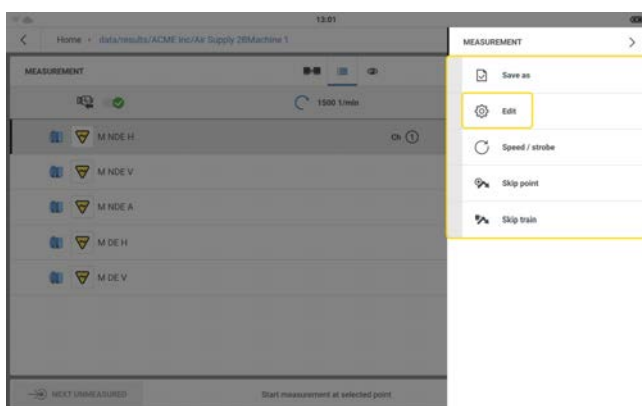 13:01
Home › data/results/ACME Inc/Air Supply 2BMachine 1
MEASUREMENT
MEASUREMENT
Save as
1500 1/min
Edit
M NDE H
Ch 1
Speed / strobe
M NDE V
Skip point
M NDE A
Skip train
M DE H
M DE V
NEXT UNMEASURED
Start measurement at selected point.